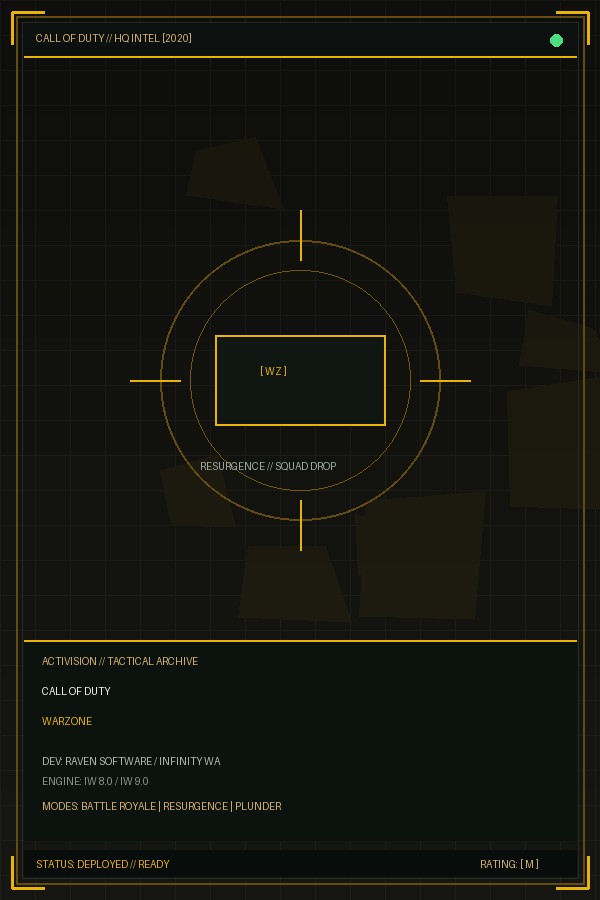 CALL OF DUTY // HQ INTEL [2020]
[ WZ ]
RESURGENCE // SQUAD DROP
ACTIVISION // TACTICAL ARCHIVE
CALL OF DUTY
WARZONE
DEV: RAVEN SOFTWARE / INFINITY WA
ENGINE: IW 8.0 / IW 9.0
MODES: BATTLE ROYALE | RESURGENCE | PLUNDER
STATUS: DEPLOYED // READY
RATING: [ M ]